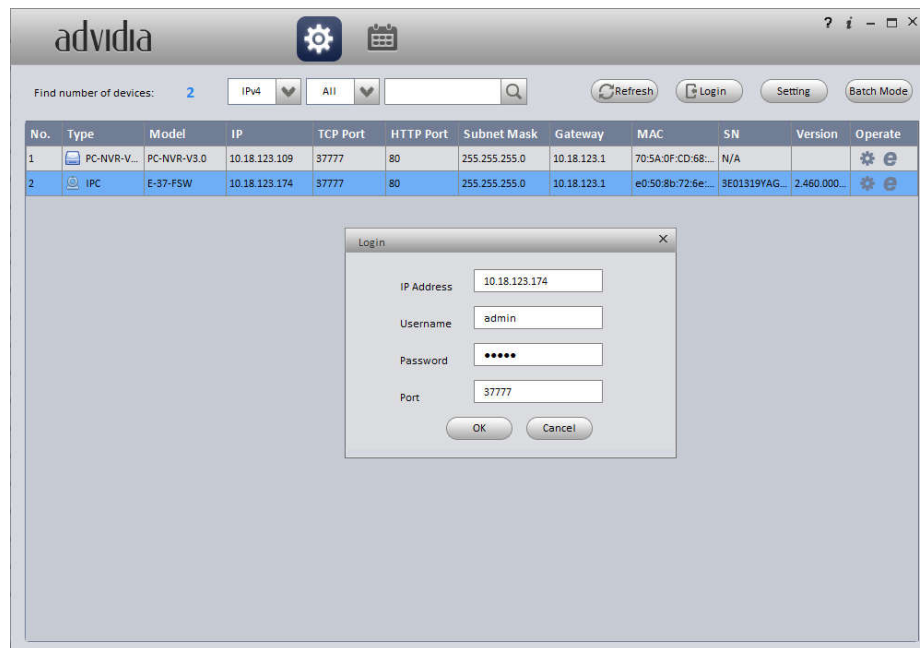 advidia
? i
Find number of devices: 2 IPv4 All Refresh Login Setting Batch Mode
No. Type Model IP TCP Port HTTP Port Subnet Mask Gateway MAC SN Version Operate
1 PC-NVR-V... PC-NVR-V3.0 10.18.123.109 37777 80 255.255.255.0 10.18.123.1 70:5A:0F:CD:68:... N/A
2 IPC E-37-FSW 10.18.123.174 37777 80 255.255.255.0 10.18.123.1 e0:50:8b:72:6e:... 3E01319YAG... 2.460.000...
Login
IP Address 10.18.123.174
Username admin
Password •••••
Port 37777
OK Cancel